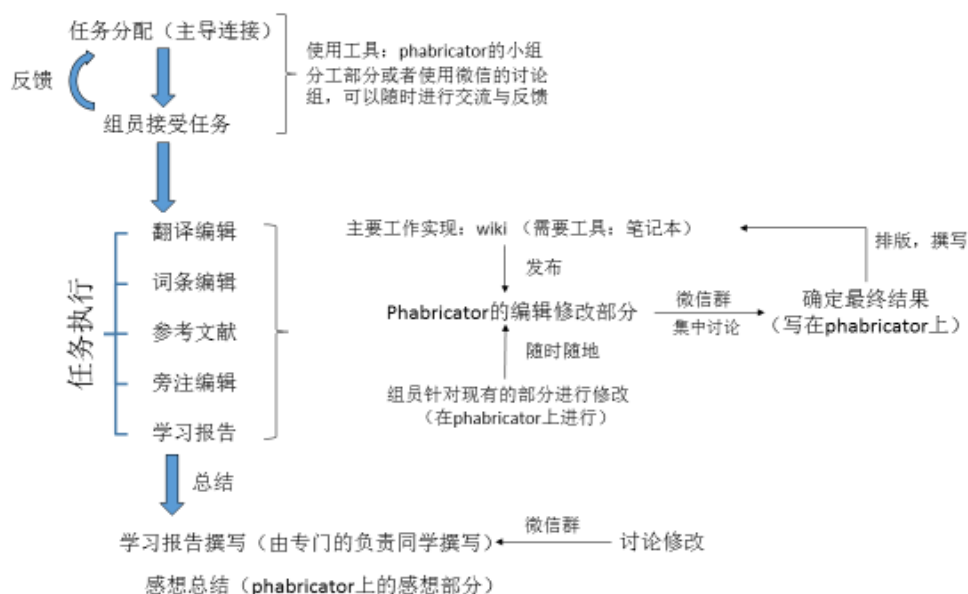 任务分配（主导连接）
反馈
使用工具：phabricator的小组
分工部分或者使用微信的讨论
组，可以随时进行交流与反馈
组员接受任务
任务执行
翻译编辑
词条编辑
参考文献
旁注编辑
学习报告
主要工作实现：wiki （需要工具：笔记本）
排版，撰写
发布
Phabricator的编辑修改部分
微信群
集中讨论
确定最终结果
（写在phabricator上）
随时随地
组员针对现有的部分进行修改
（在phabricator上进行）
总结
学习报告撰写（由专门的负责同学撰写）
微信群
讨论修改
感想总结（phabricator上的感想部分）